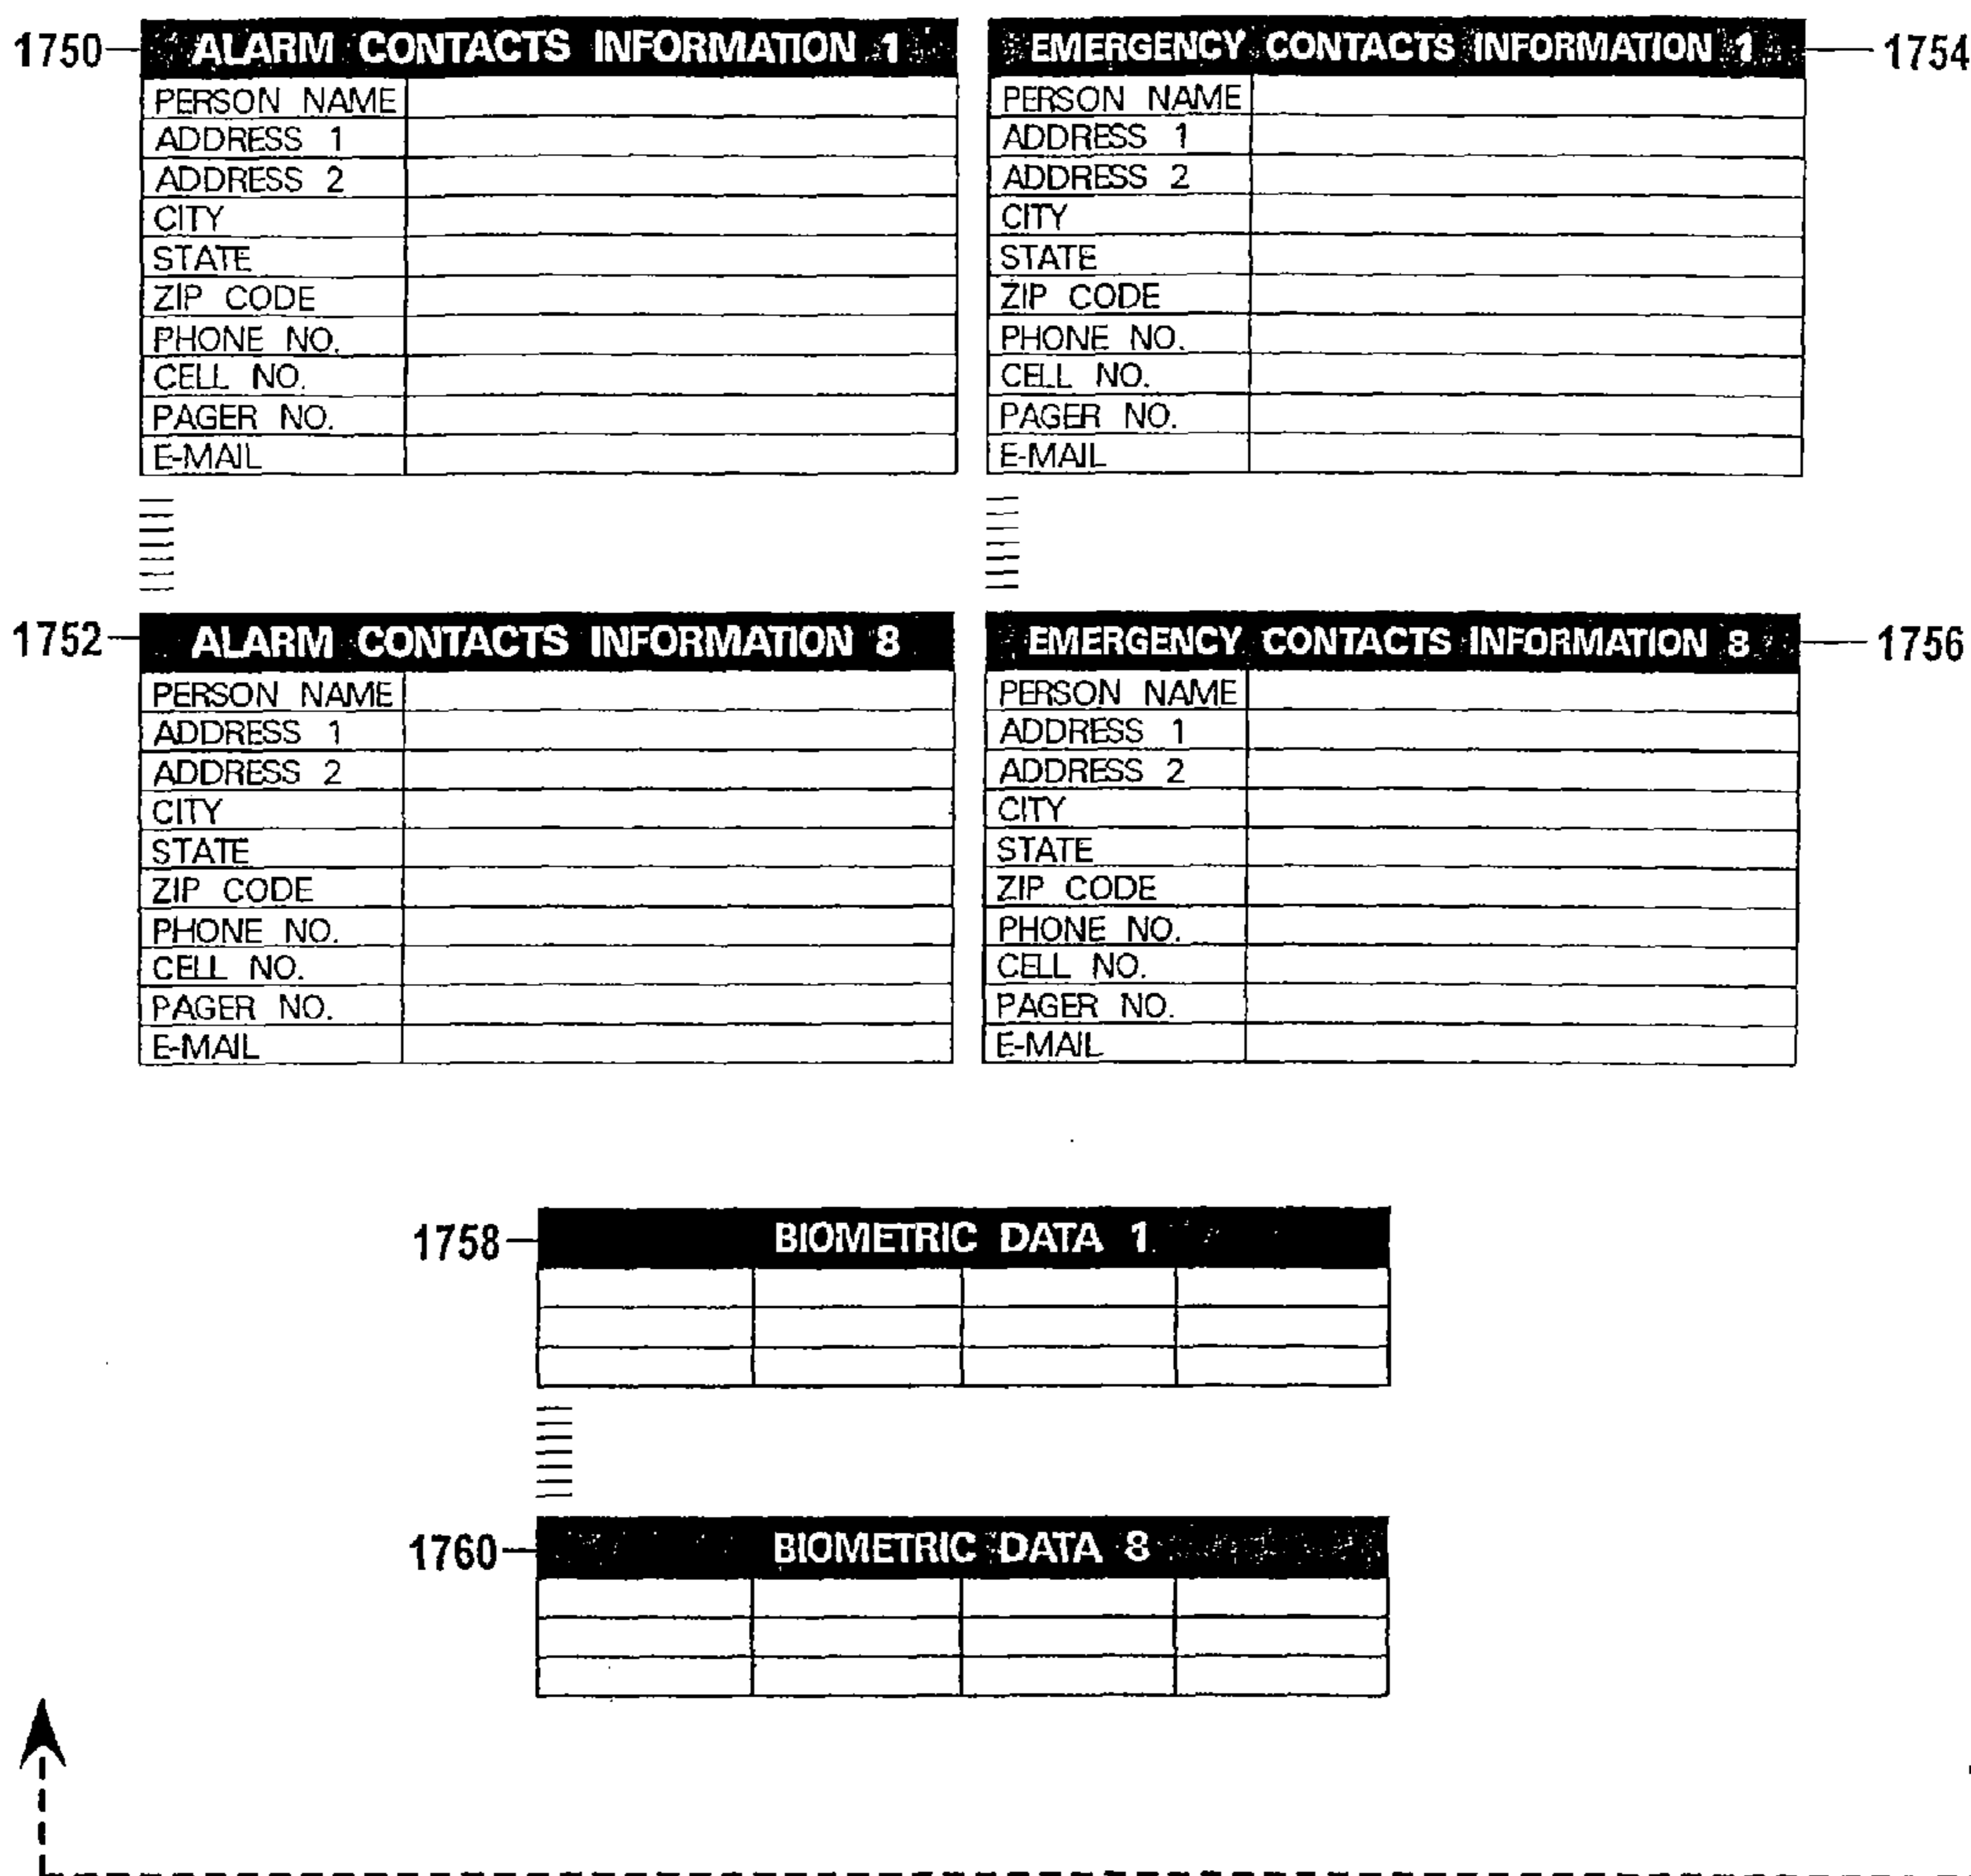 1750 ALARM CONTACTS INFORMATION 1
PERSON NAME
ADDRESS 1
ADDRESS 2
CITY
STATE
ZIP CODE
PHONE NO.
CELL NO.
PAGER NO.
E-MAIL
EMERGENCY CONTACTS INFORMATION 1 1754
PERSON NAME
ADDRESS 1
ADDRESS 2
CITY
STATE
ZIP CODE
PHONE NO.
CELL NO.
PAGER NO.
E-MAIL
1752 ALARM CONTACTS INFORMATION 8
PERSON NAME
ADDRESS 1
ADDRESS 2
CITY
STATE
ZIP CODE
PHONE NO.
CELL NO.
PAGER NO.
E-MAIL
EMERGENCY CONTACTS INFORMATION 8 1756
PERSON NAME
ADDRESS 1
ADDRESS 2
CITY
STATE
ZIP CODE
PHONE NO.
CELL NO.
PAGER NO.
E-MAIL
1758 BIOMETRIC DATA 1
1760 BIOMETRIC DATA 8